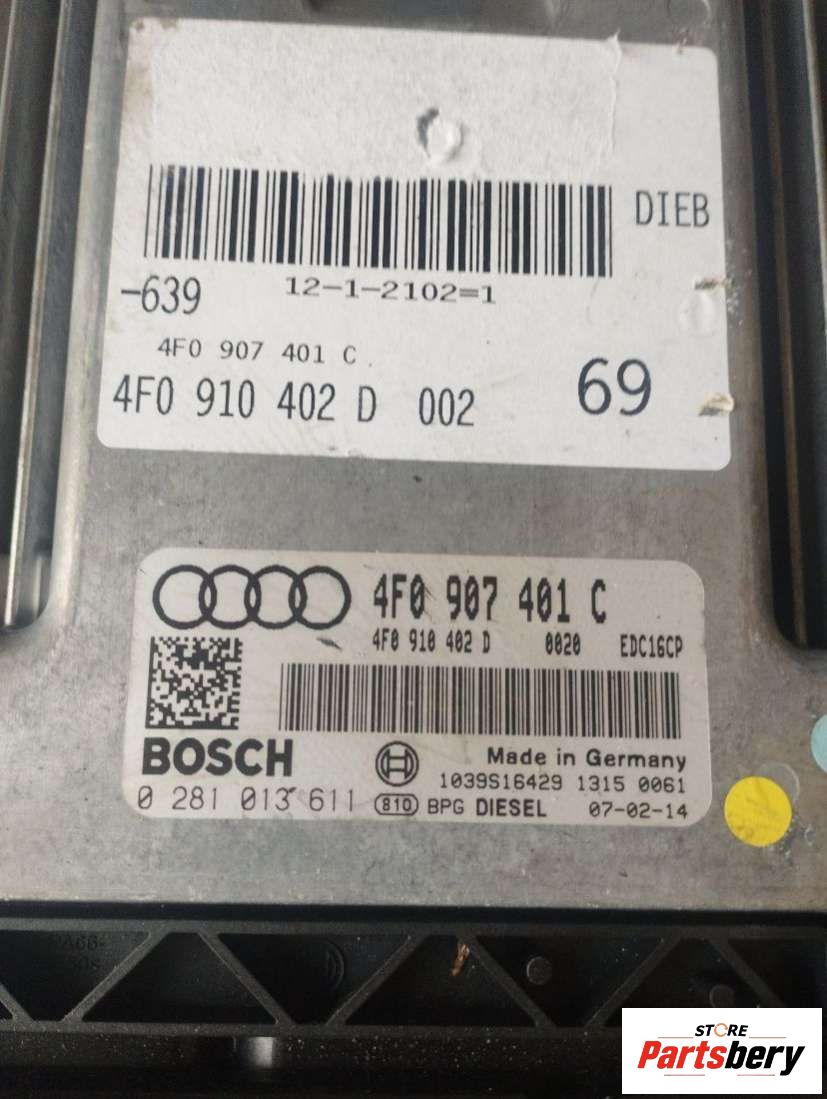 DIEB
12-1-2102=1
-639
4F0 907 401 C
69
4F0 910 402 D 002
4F0 907 401 C
4F0 910 402 D 0020 EDC16CP
BOSCH
Made in Germany
1039S16429 1315 0061
0 281 013 611 810 BPG DIESEL 07-02-14
STORE
Partsbery